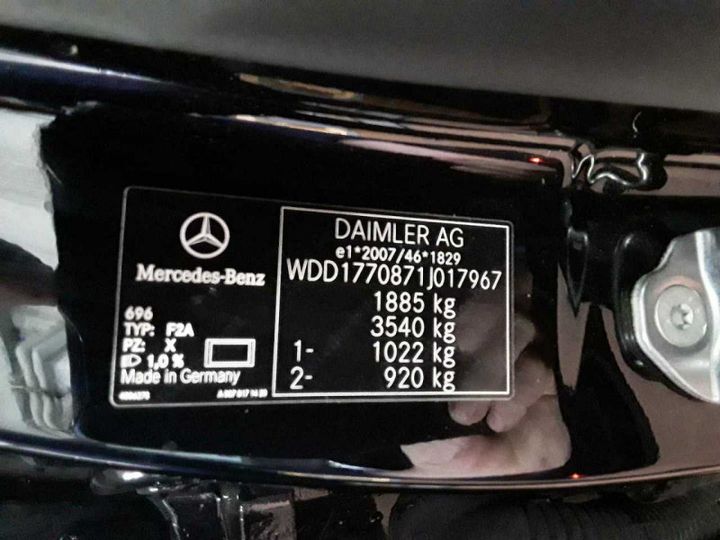 Mercedes-Benz
696
TYP: F2A
PZ: X
1,0 %
Made in Germany
DAIMLER AG
e1*2007/46*1829
WDD1770871J017967
1885 kg
3540 kg
1- 1022 kg
2- 920 kg